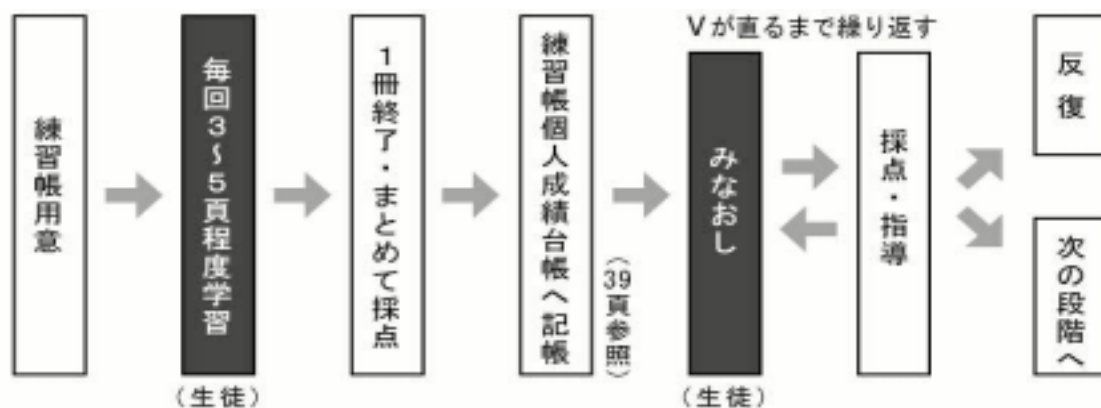 練習帳用意
毎回3～5頁程度学習
(生徒)
1冊終了・まとめて採点
練習帳個人成績台帳へ記帳
(39頁参照)
Vが直るまで繰り返す
みなおし
(生徒)
採点・指導
反復
次の段階へ